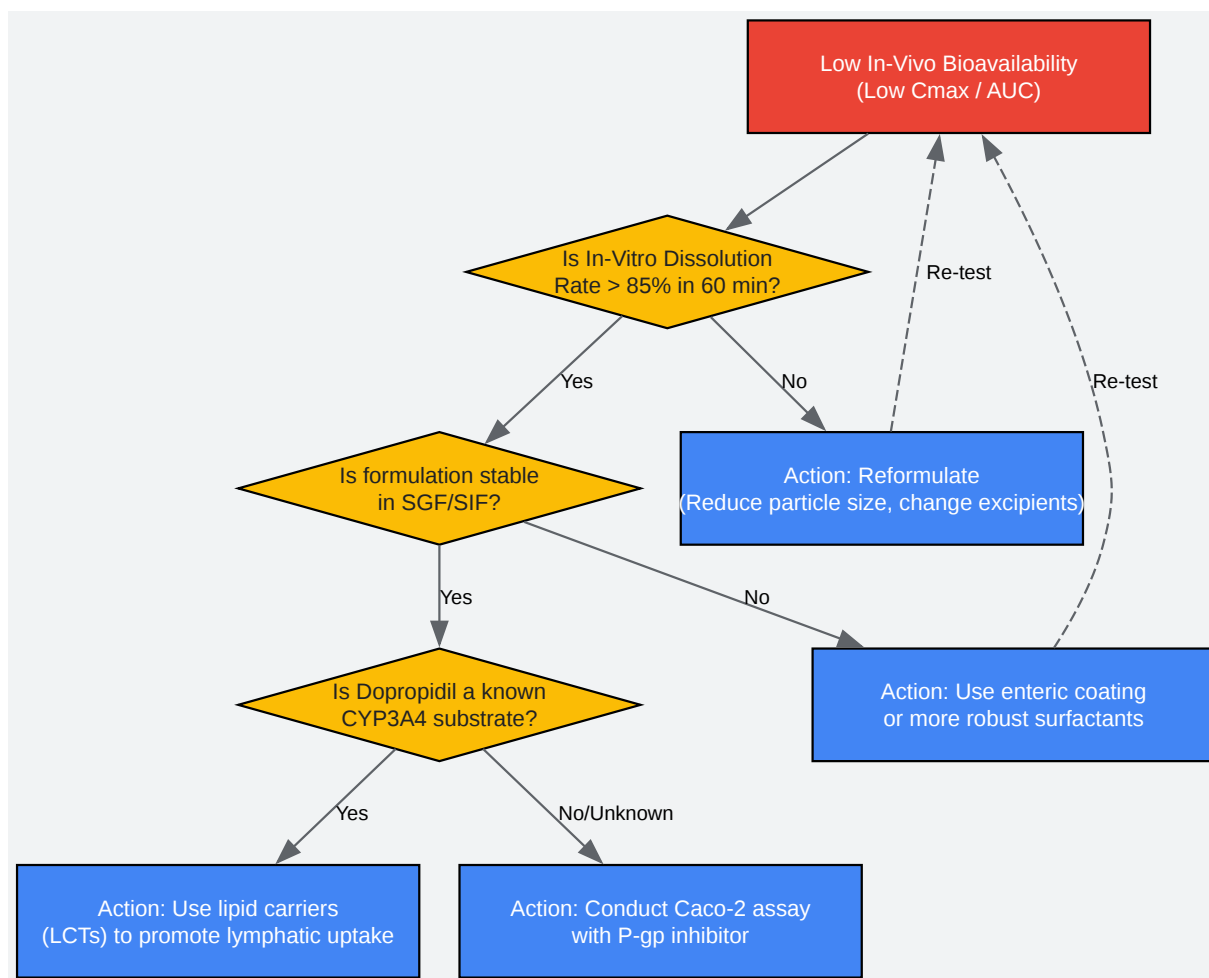 Low In-Vivo Bioavailability
(Low Cmax / AUC)
Is In-Vitro Dissolution
Rate > 85% in 60 min?
Re-test
Yes
No
Re-test
Is formulation stable
in SGF/SIF?
Action: Reformulate
(Reduce particle size, change excipients)
Yes
No
Is Dopropidil a known
CYP3A4 substrate?
Action: Use enteric coating
or more robust surfactants
Yes
No/Unknown
Action: Use lipid carriers
(LCTs) to promote lymphatic uptake
Action: Conduct Caco-2 assay
with P-gp inhibitor